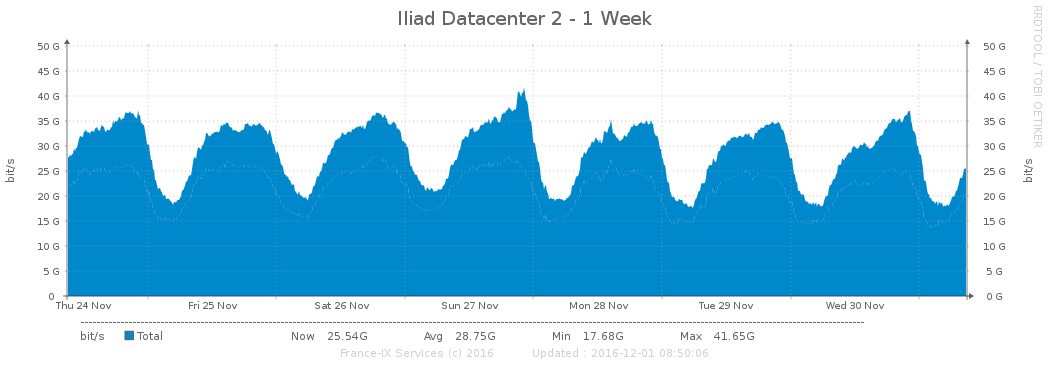 Iliad Datacenter 2 - 1 Week
RRDTOOL / TOBI OETIKER
bit/s
50 G 50 G
45 G 45 G
40 G 40 G
35 G 35 G
30 G 30 G
25 G 25 G
20 G 20 G
15 G 15 G
10 G 10 G
5 G 5 G
0 0 G
bit/s
Thu 24 Nov Fri 25 Nov Sat 26 Nov Sun 27 Nov Mon 28 Nov Tue 29 Nov Wed 30 Nov
bit/s Total Now 25.54G Avg 28.75G Min 17.68G Max 41.65G
France-IX Services (c) 2016 Updated : 2016-12-01 08:50:06